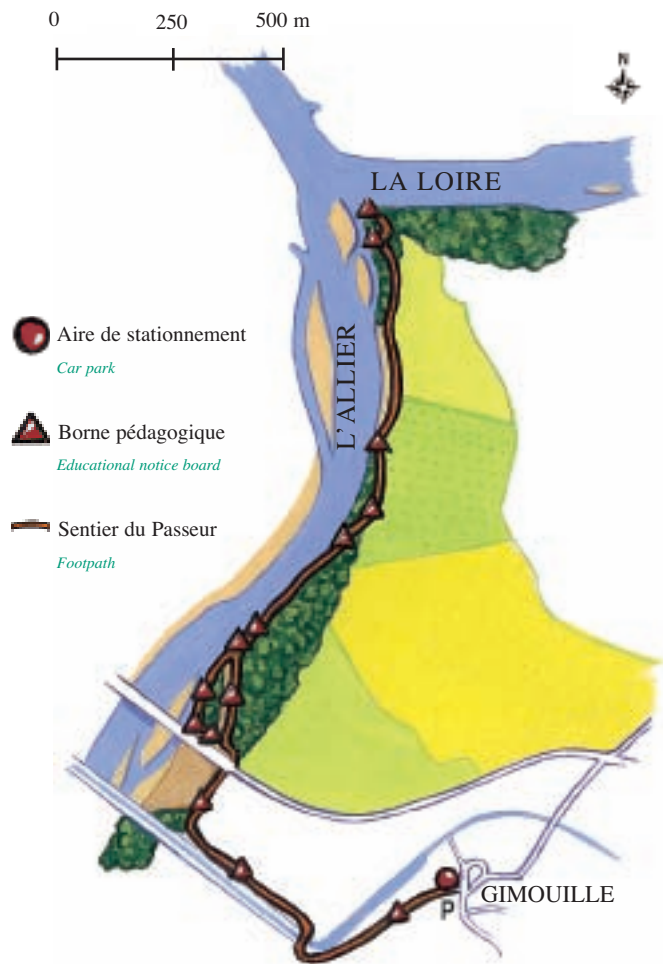 0 250 500 m
N
LA LOIRE
L'ALLIER
Aire de stationnement
Car park
Borne pédagogique
Educational notice board
Sentier du Passeur
Footpath
GIMOUILLE
P